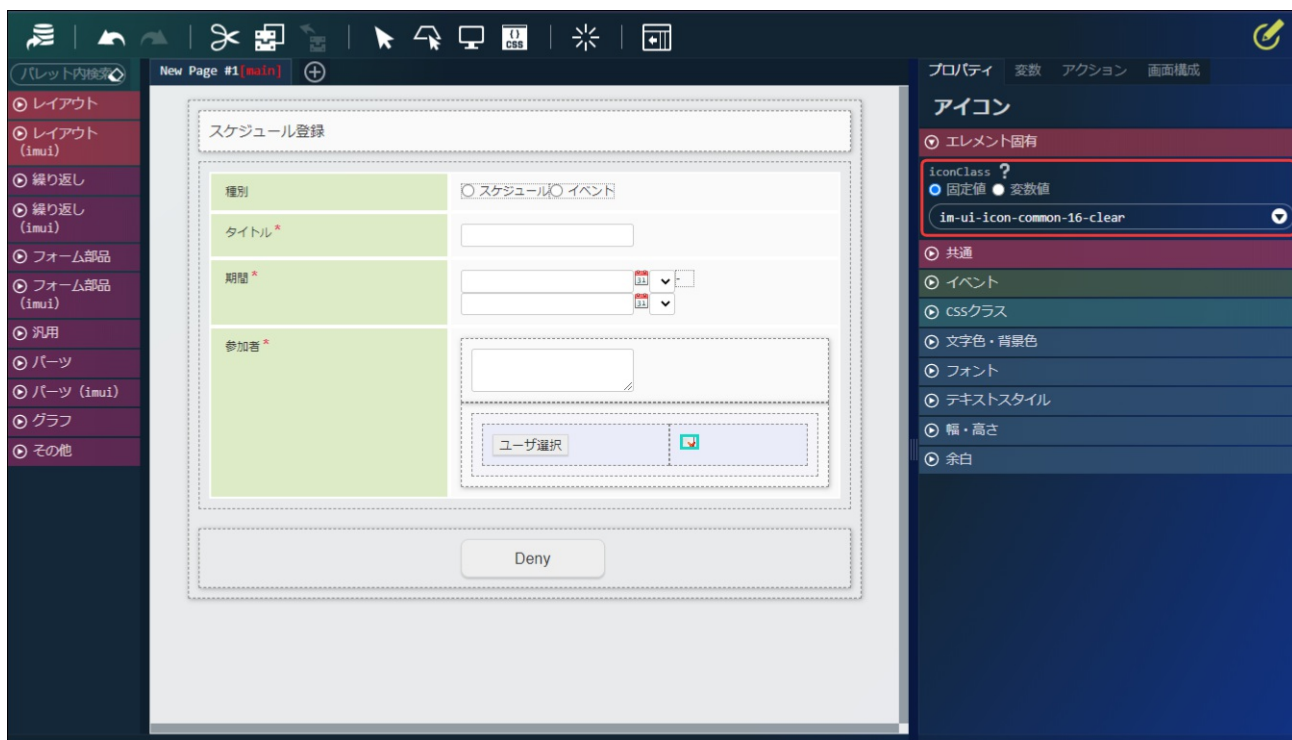 {}
CSS
パレット内検索
New Page #1[main]
プロパティ 変数 アクション 画面構成
レイアウト
レイアウト
(imui)
繰り返し
繰り返し
(imui)
フォーム部品
フォーム部品
(imui)
汎用
パーツ
パーツ (imui)
グラフ
その他
スケジュール登録
種別
スケジュール イベント
タイトル*
期間*
31
-
31
参加者*
ユーザ選択
Deny
アイコン
エレメント固有
iconClass ?
固定値 変数値
im-ui-icon-common-16-clear
共通
イベント
CSSクラス
文字色・背景色
フォント
テキストスタイル
幅・高さ
余白